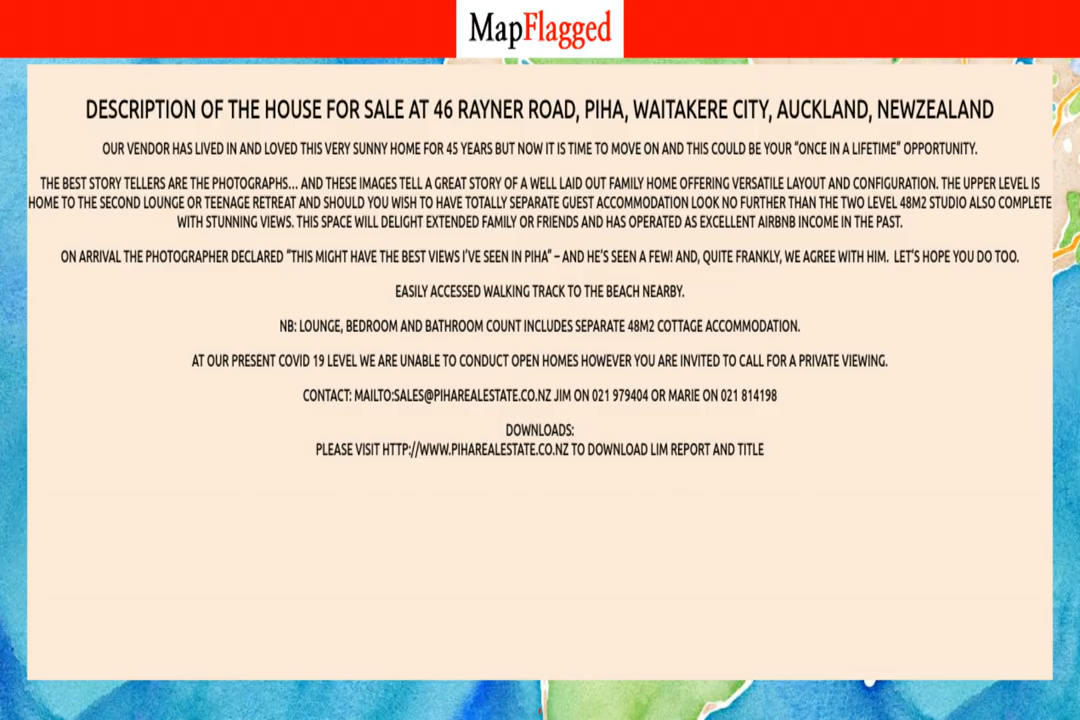 MapFlagged
DESCRIPTION OF THE HOUSE FOR SALE AT 46 RAYNER ROAD, PIHA, WAITAKERE CITY, AUCKLAND, NEWZEALAND
OUR VENDOR HAS LIVED IN AND LOVED THIS VERY SUNNY HOME FOR 45 YEARS BUT NOW IT IS TIME TO MOVE ON AND THIS COULD BE YOUR “ONCE IN A LIFETIME” OPPORTUNITY.
THE BEST STORY TELLERS ARE THE PHOTOGRAPHS... AND THESE IMAGES TELL A GREAT STORY OF A WELL LAID OUT FAMILY HOME OFFERING VERSATILE LAYOUT AND CONFIGURATION. THE UPPER LEVEL IS
HOME TO THE SECOND LOUNGE OR TEENAGE RETREAT AND SHOULD YOU WISH TO HAVE TOTALLY SEPARATE GUEST ACCOMMODATION LOOK NO FURTHER THAN THE TWO LEVEL 48M2 STUDIO ALSO COMPLETE
WITH STUNNING VIEWS. THIS SPACE WILL DELIGHT EXTENDED FAMILY OR FRIENDS AND HAS OPERATED AS EXCELLENT AIRBNB INCOME IN THE PAST.
ON ARRIVAL THE PHOTOGRAPHER DECLARED “THIS MIGHT HAVE THE BEST VIEWS I’VE SEEN IN PIHA” – AND HE’S SEEN A FEW! AND, QUITE FRANKLY, WE AGREE WITH HIM. LET’S HOPE YOU DO TOO.
EASILY ACCESSED WALKING TRACK TO THE BEACH NEARBY.
NB: LOUNGE, BEDROOM AND BATHROOM COUNT INCLUDES SEPARATE 48M2 COTTAGE ACCOMMODATION.
AT OUR PRESENT COVID 19 LEVEL WE ARE UNABLE TO CONDUCT OPEN HOMES HOWEVER YOU ARE INVITED TO CALL FOR A PRIVATE VIEWING.
CONTACT: MAILTO:SALES@PIHAREALESTATE.CO.NZ JIM ON 021 979404 OR MARIE ON 021 814198
DOWNLOADS:
PLEASE VISIT HTTP://WWW.PIHAREALESTATE.CO.NZ TO DOWNLOAD LIM REPORT AND TITLE